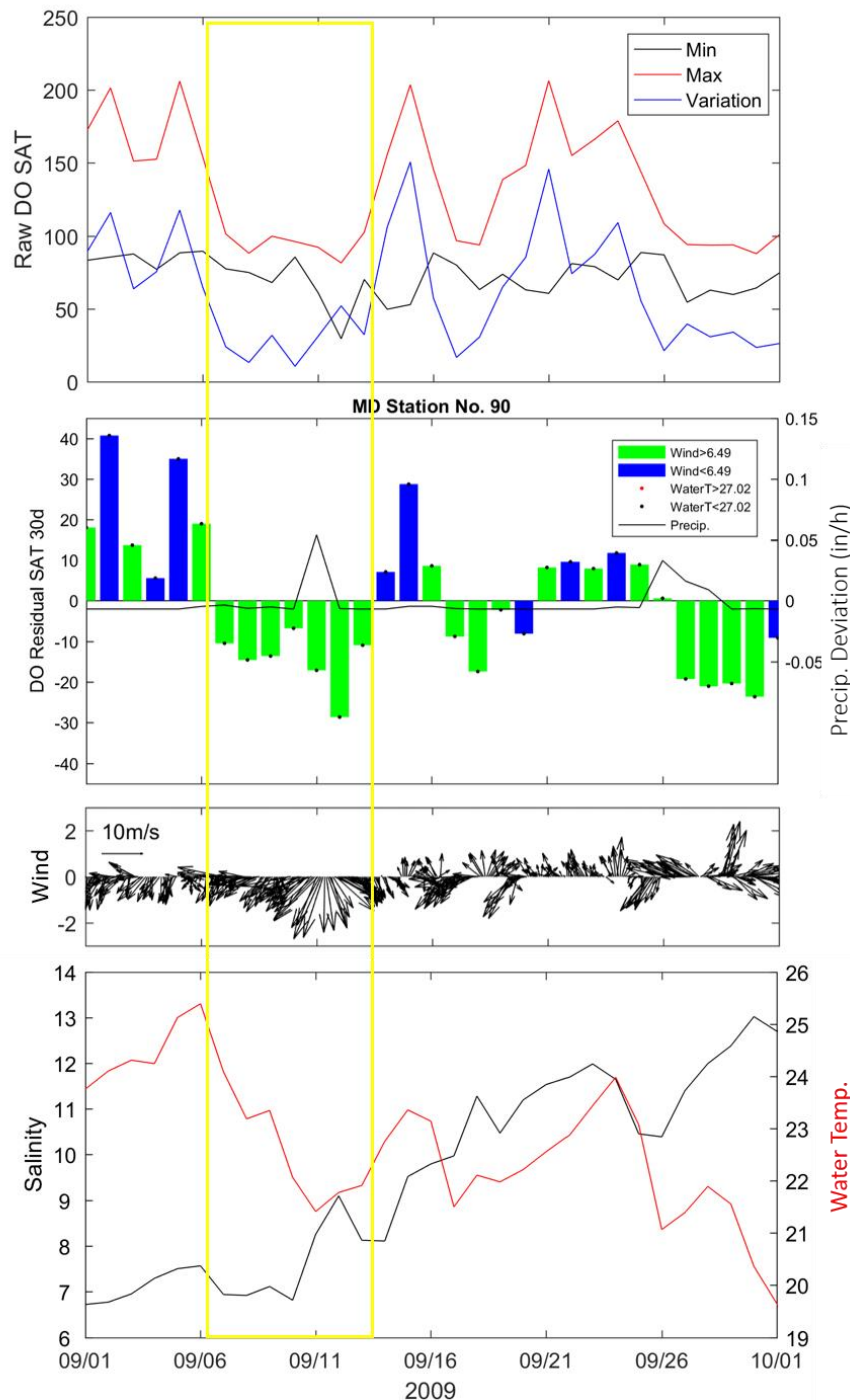 250
200
150
100
50
0
Raw DO SAT
Min
Max
Variation
MD Station No. 90
40
30
20
10
0
-10
-20
-30
-40
DO Residual SAT 30d
Wind>6.49
Wind<6.49
WaterT>27.02
WaterT<27.02
Precip.
0.15
0.1
0.05
0
-0.05
Precip. Deviation (in/h)
2
0
-2
Wind
10m/s
14
13
12
11
10
9
8
7
6
Salinity
26
25
24
23
22
21
20
19
Water Temp.
09/01 09/06 09/11 09/16 09/21 09/26 10/01
2009